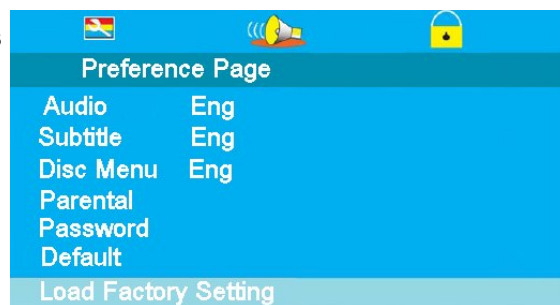 Preference Page
Audio Eng
Subtitle Eng
Disc Menu Eng
Parental
Password
Default
Load Factory Setting